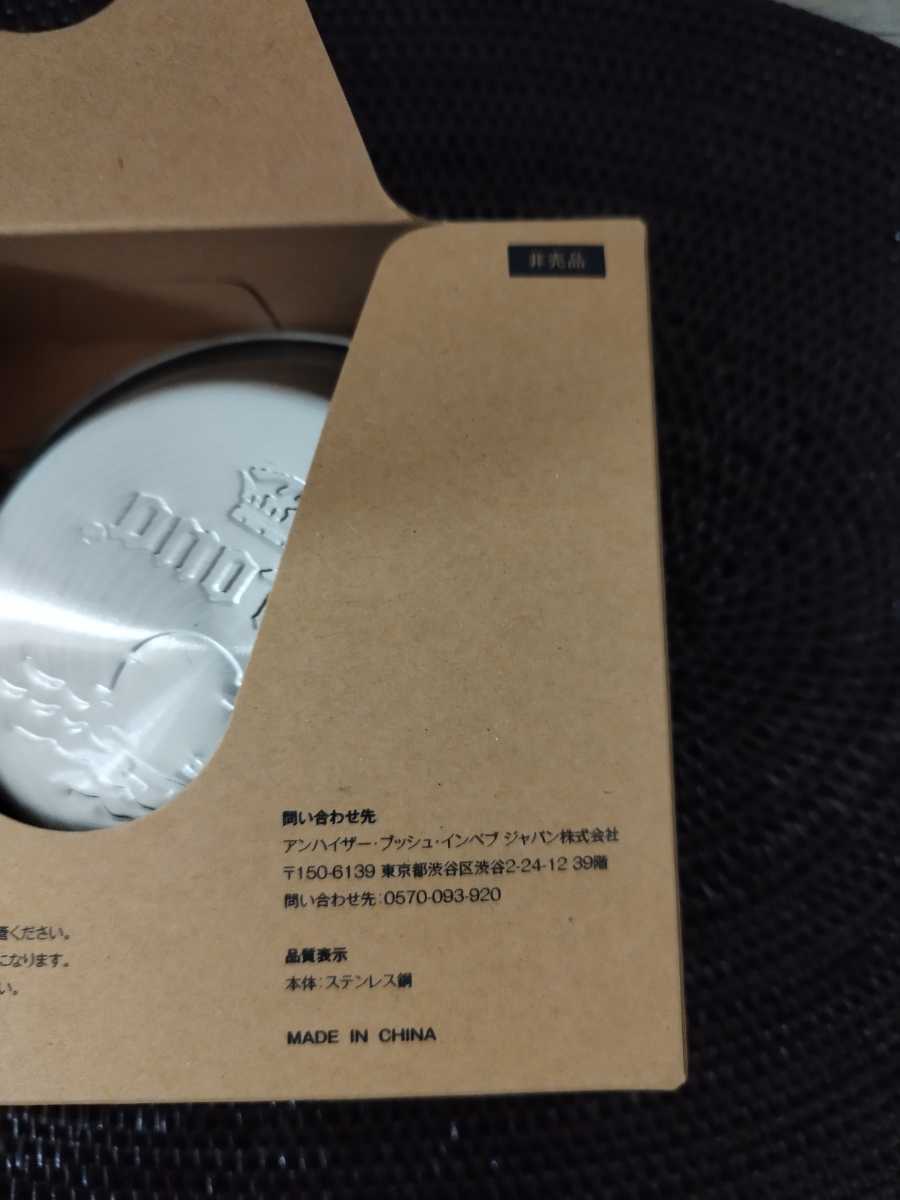 非売品
問い合わせ先
アンハイザー・ブッシュ・インベブ ジャパン株式会社
〒150-6139 東京都渋谷区渋谷2-24-12 39階
問い合わせ先:0570-093-920
ください。
になります。
い。
品質表示
本体:ステンレス鋼
MADE IN CHINA